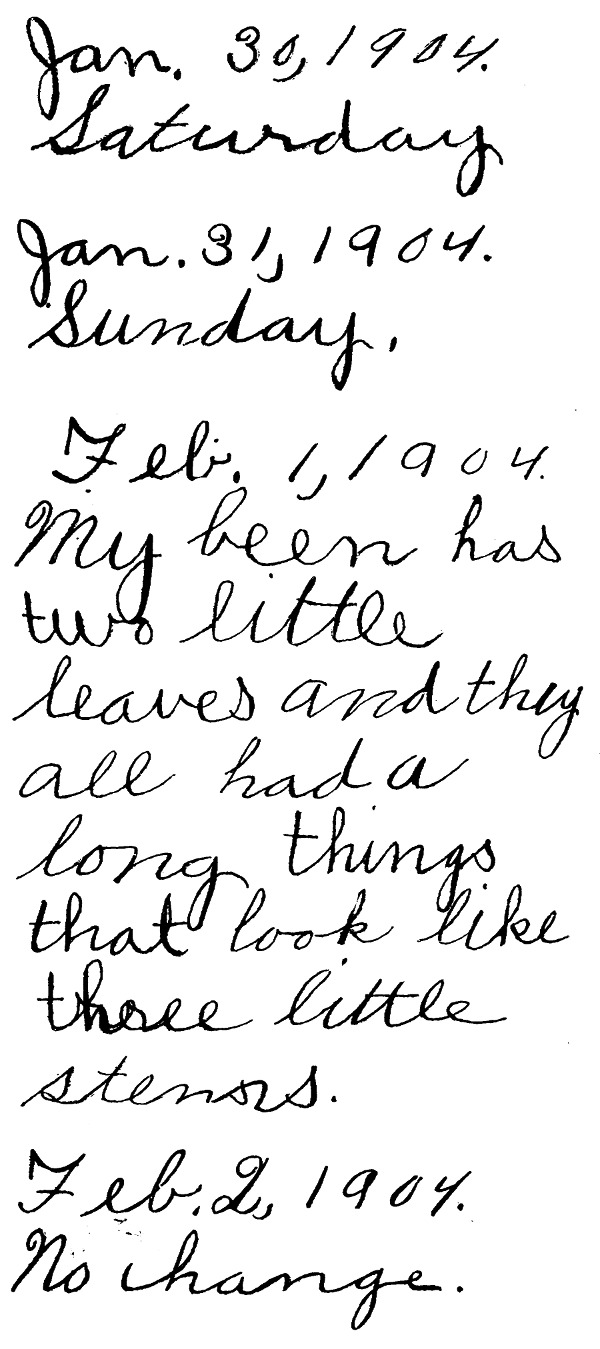 Jan. 30, 1904.
Saturday
Jan. 31, 1904.
Sunday.
Feb. 1, 1904.
My been has
two little
leaves and they
all had a
long things
that look like
three little
stenors.
Feb. 2, 1904.
No change.